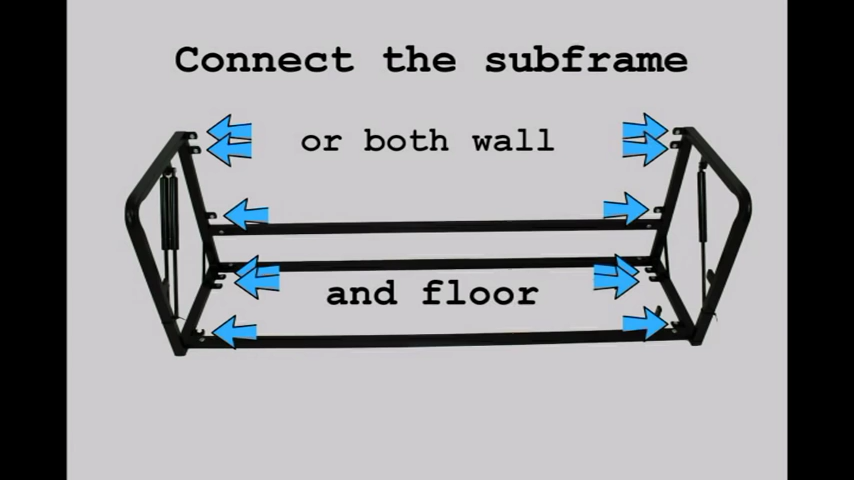 Connect the subframe
or both wall
and floor